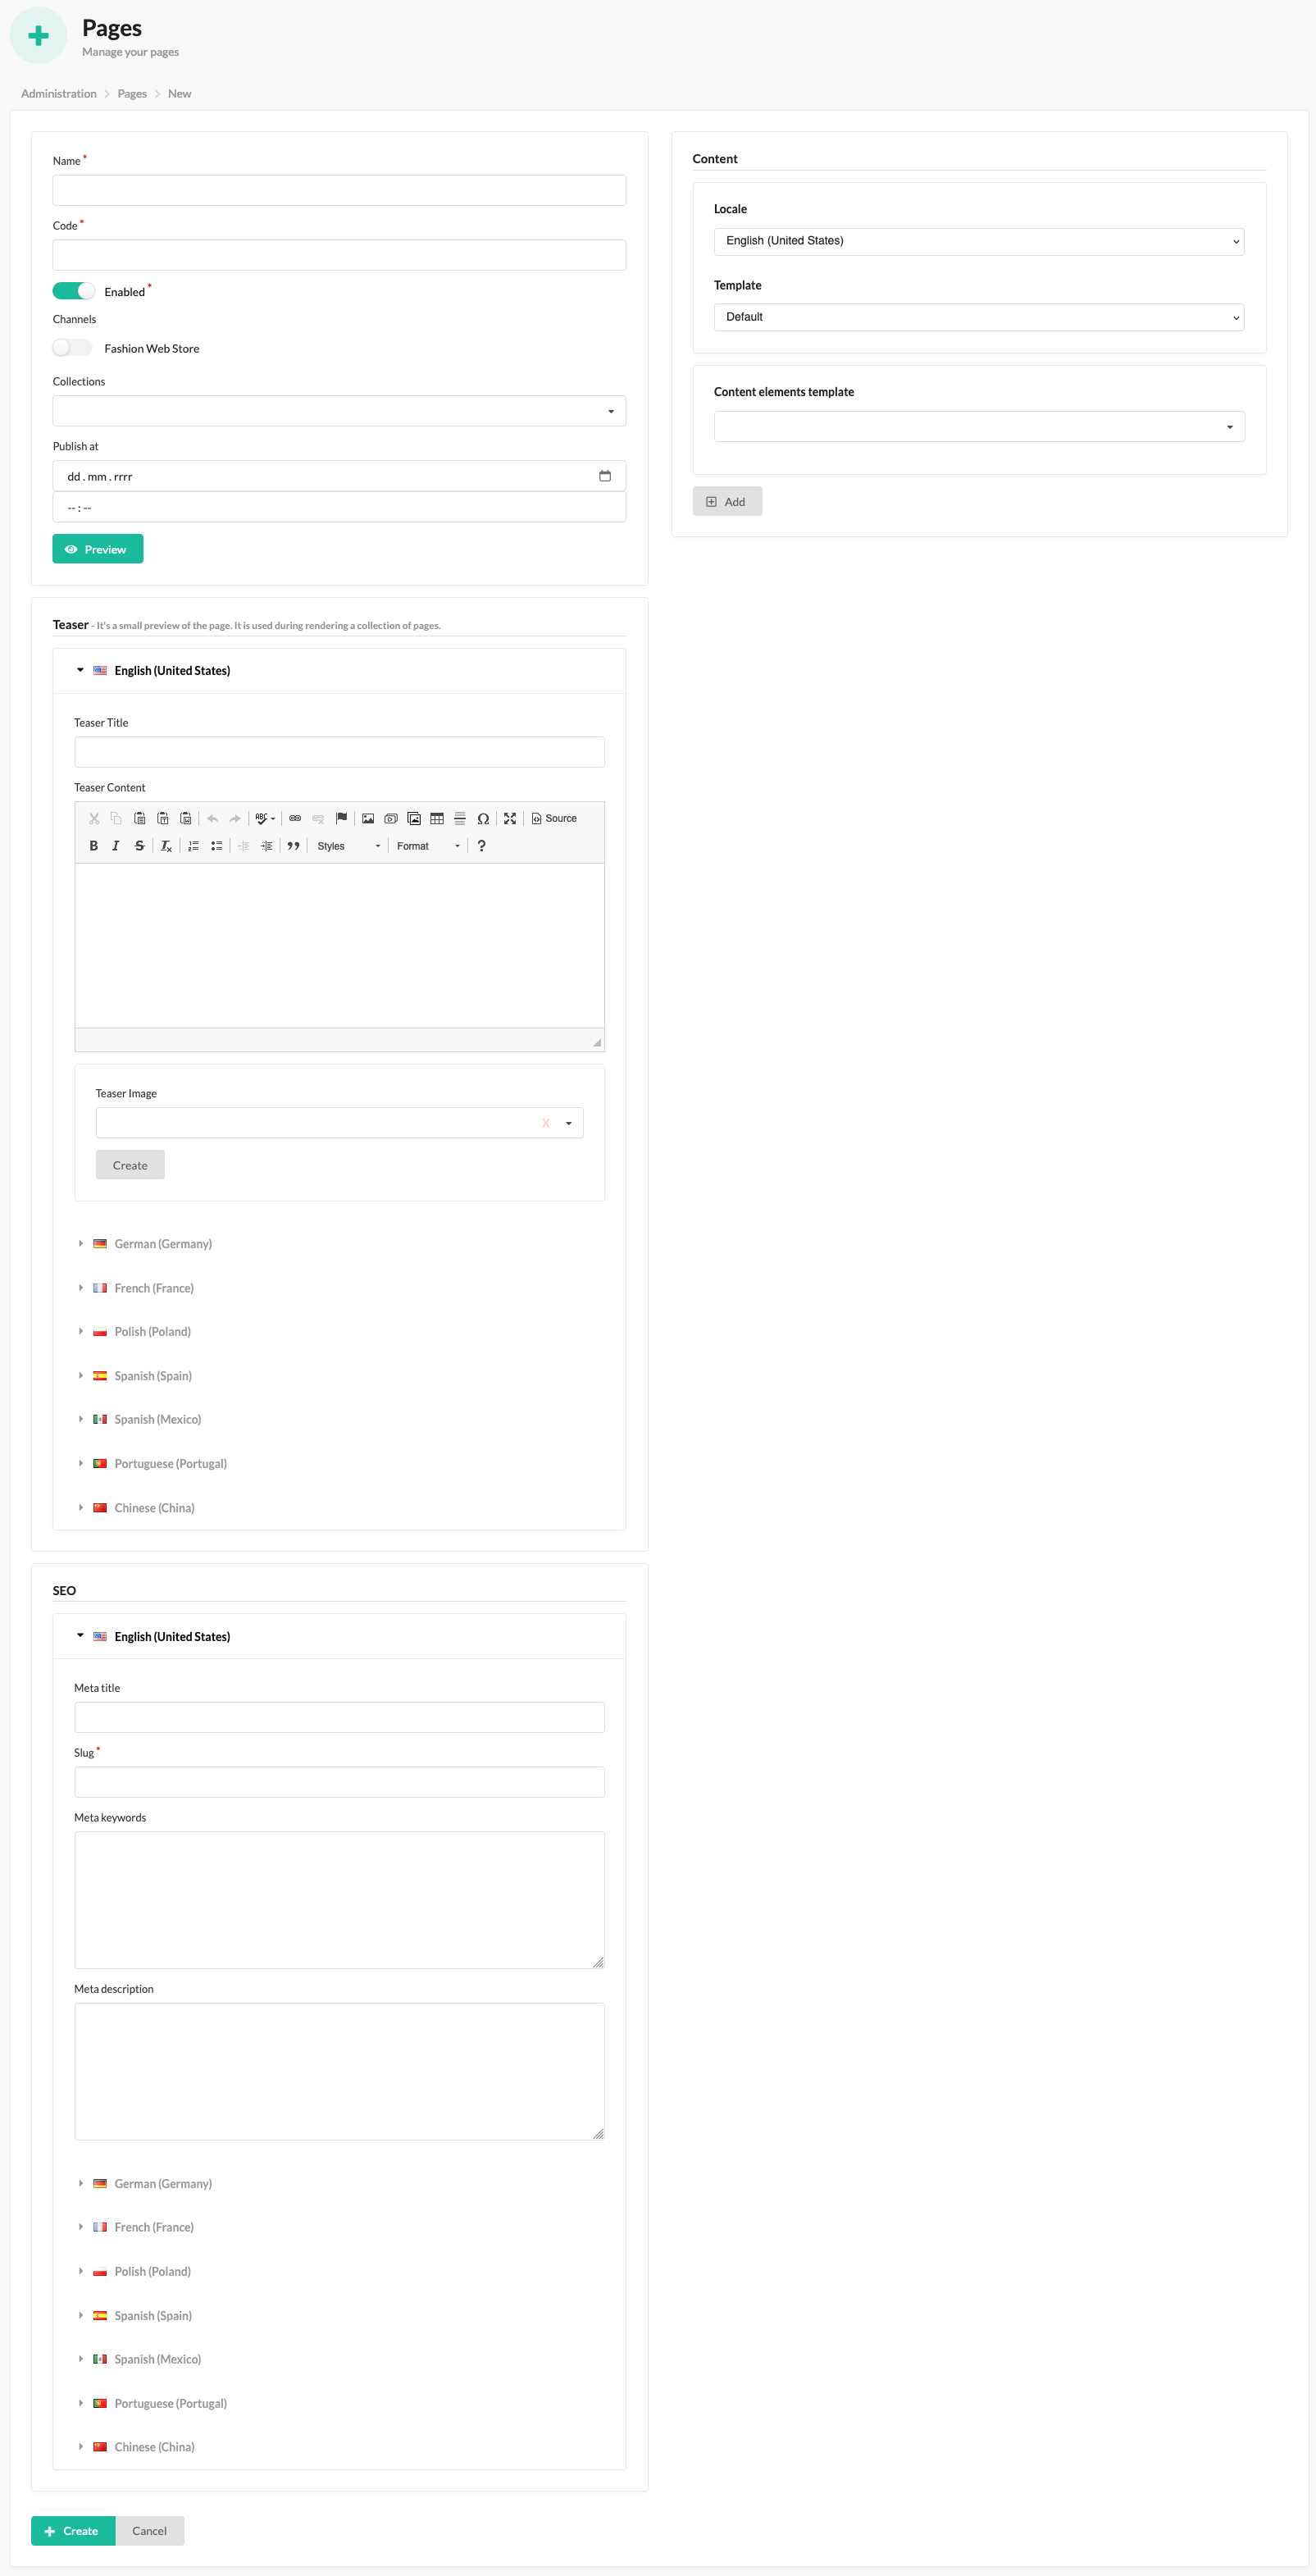 Pages
Manage your pages
Administration
Pages
New
Name *
Code *
Enabled *
Channels
Fashion Web Store
Collections
Publish at
dd . mm . rrrr
-- : --
Preview
Teaser - It's a small preview of the page. It is used during rendering a collection of pages.
English (United States)
Teaser Title
Teaser Content
ABC
Source
B I S Tx
Styles
Format
?
Teaser Image
X
Create
German (Germany)
French (France)
Polish (Poland)
Spanish (Spain)
Spanish (Mexico)
Portuguese (Portugal)
Chinese (China)
SEO
English (United States)
Meta title
Slug *
Meta keywords
Meta description
German (Germany)
French (France)
Polish (Poland)
Spanish (Spain)
Spanish (Mexico)
Portuguese (Portugal)
Chinese (China)
Create
Cancel
Content
Locale
English (United States)
Template
Default
Content elements template
Add